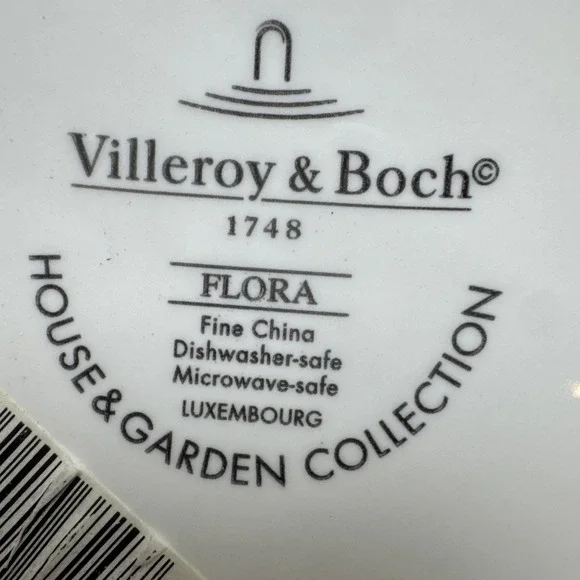 Villeroy & Boch©
1748
FLORA
Fine China
Dishwasher-safe
Microwave-safe
LUXEMBOURG
HOUSE & GARDEN COLLECTION